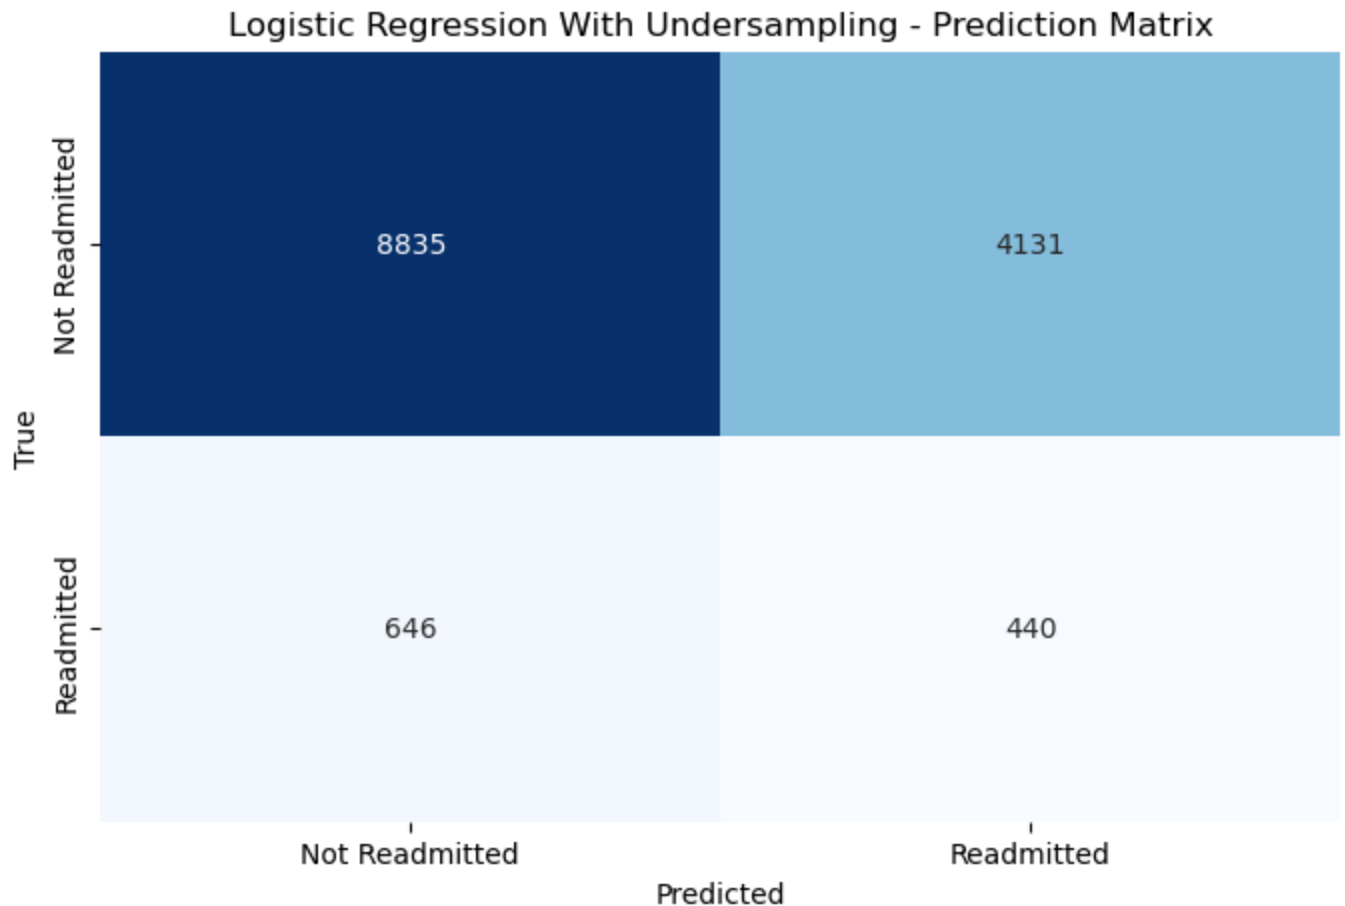 Logistic Regression With Undersampling - Prediction Matrix
True
Not Readmitted
8835
4131
Readmitted
646
440
Not Readmitted
Readmitted
Predicted